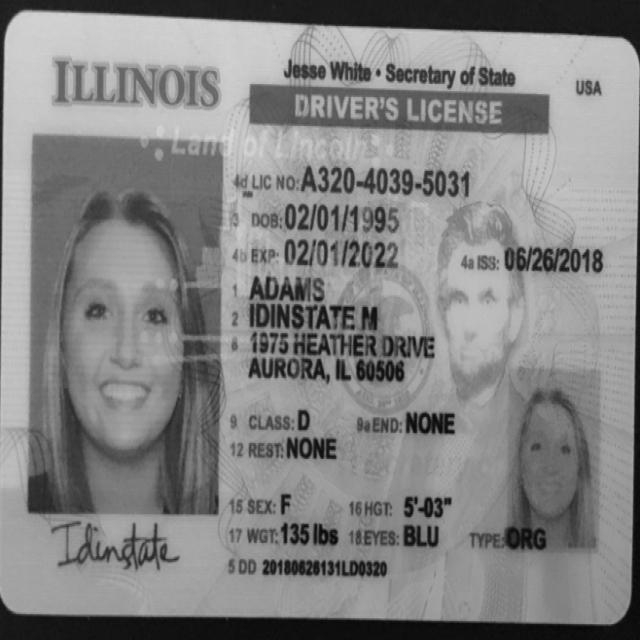 ILLINOIS
Jesse White • Secretary of State
USA
DRIVER'S LICENSE
Land of Lincoln
4d LIC NO: A320-4039-5031
3 DOB: 02/01/1995
4b EXP: 02/01/2022
4a ISS: 06/26/2018
1 ADAMS
2 IDINSTATE M
8 1975 HEATHER DRIVE
AURORA, IL 60506
9 CLASS: D 9a END: NONE
12 REST: NONE
15 SEX: F 16 HGT: 5'-03"
17 WGT: 135 lbs 18 EYES: BLU TYPE: ORG
Idinstate
5 DD 20180626131LD0320